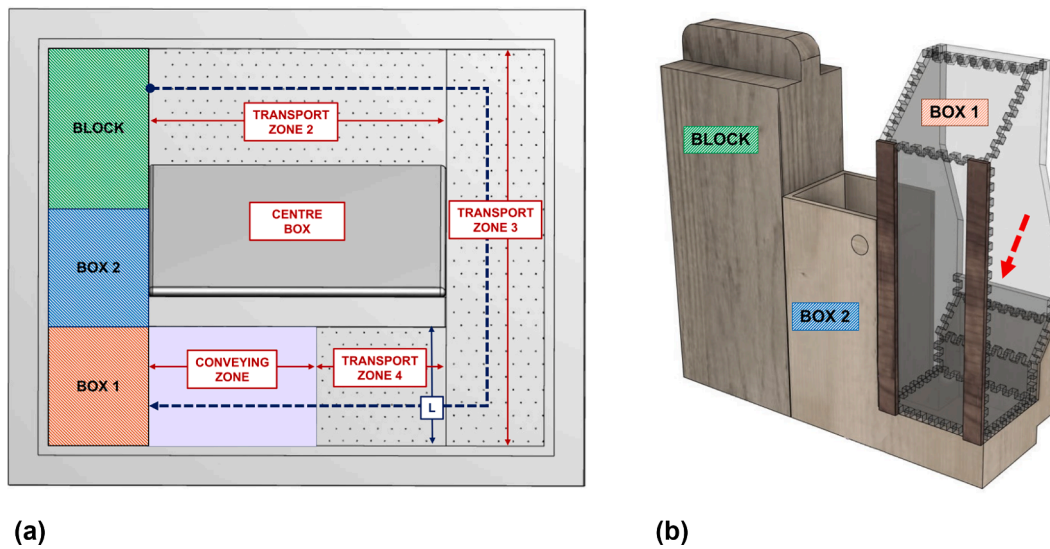 BLOCK
TRANSPORT
ZONE 2
CENTRE
BOX
TRANSPORT
ZONE 3
BOX 2
BOX 1
CONVEYING
ZONE
TRANSPORT
ZONE 4
L
(a)
BLOCK
BOX 1
BOX 2
(b)